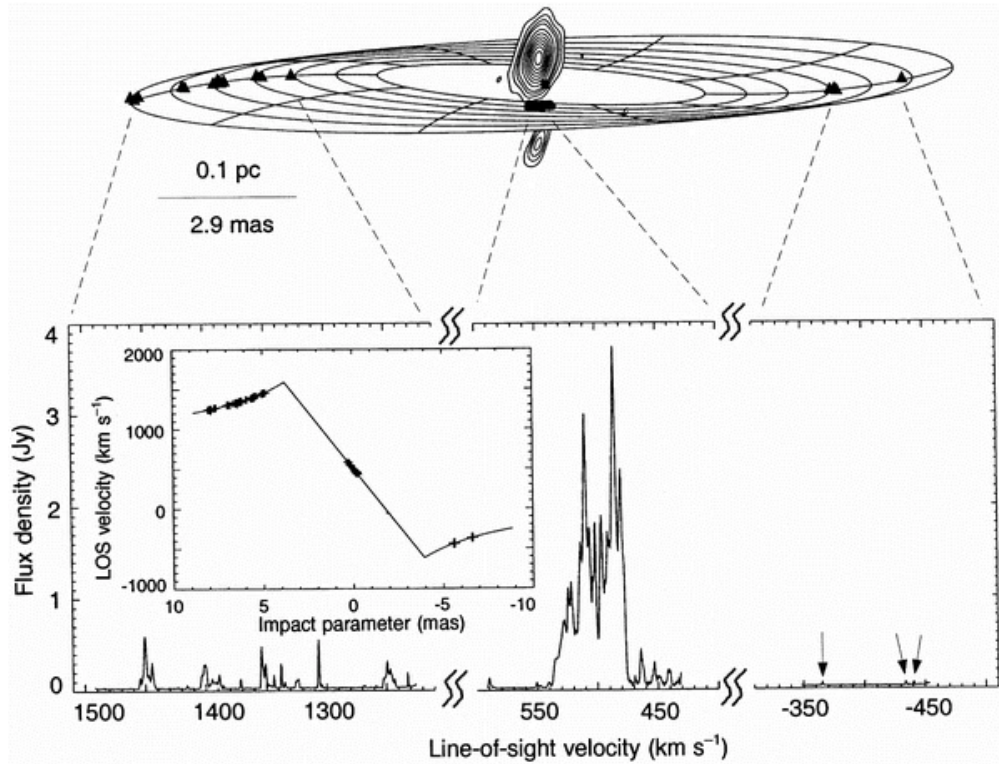 0.1 pc
2.9 mas
4
3
2
1
0
Flux density (Jy)
2000
1000
0
-1000
LOS velocity (km s⁻¹)
10 5 0 -5 -10
Impact parameter (mas)
1500 1400 1300 550 450 -350 -450
Line-of-sight velocity (km s⁻¹)